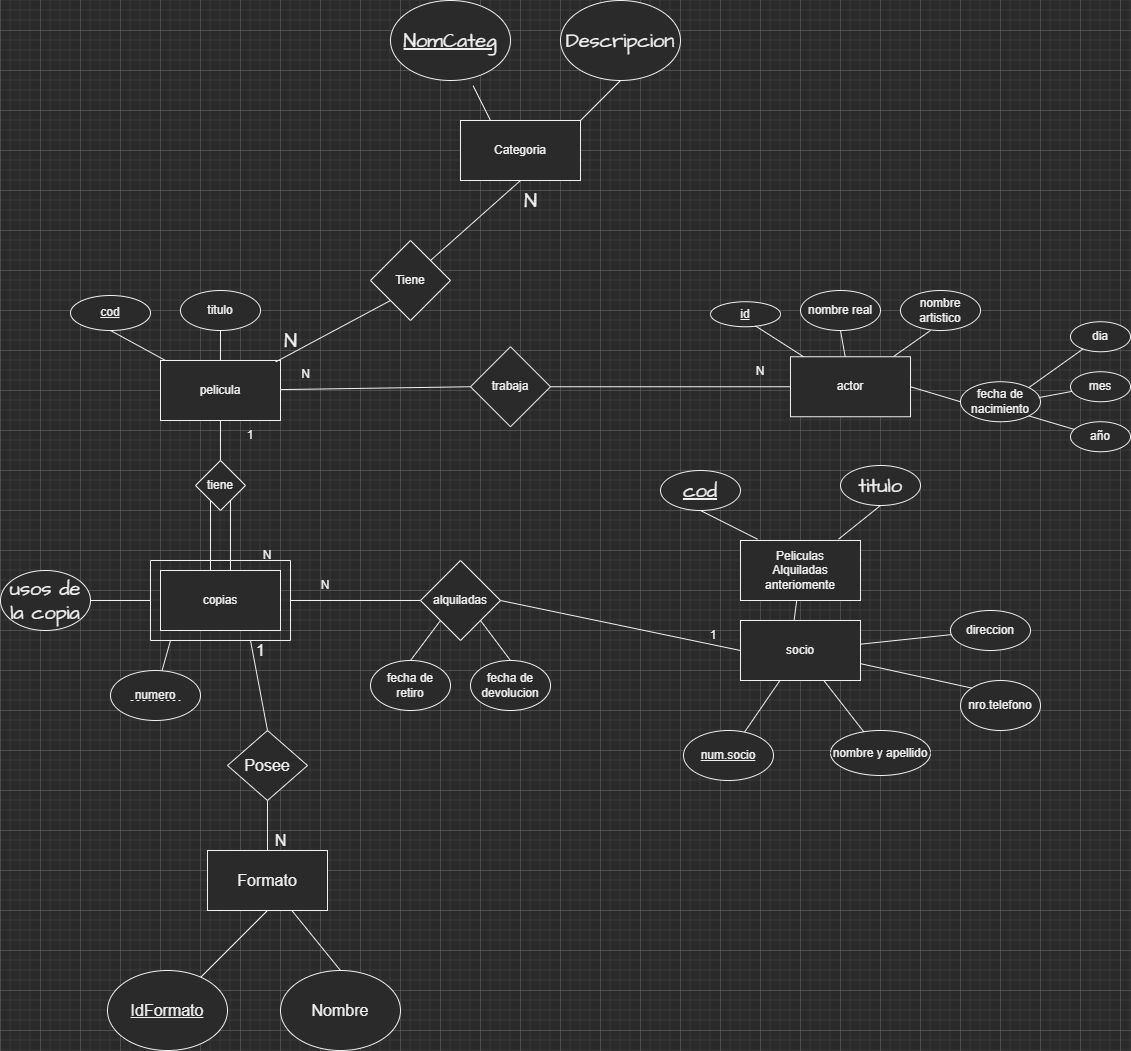 NomCateg
Descripcion
Categoria
N
Tiene
cod
titulo
N
id
nombre real
nombre
artistico
dia
N
N
pelicula
trabaja
actor
fecha de
nacimiento
mes
año
1
tiene
cod
titulo
N
Peliculas
Alquiladas
anteriomente
usos de
la copia
copias
N
alquiladas
1
socio
direccion
1
numero
fecha de
retiro
fecha de
devolucion
nro.telefono
num.socio
nombre y apellido
Posee
N
Formato
IdFormato
Nombre